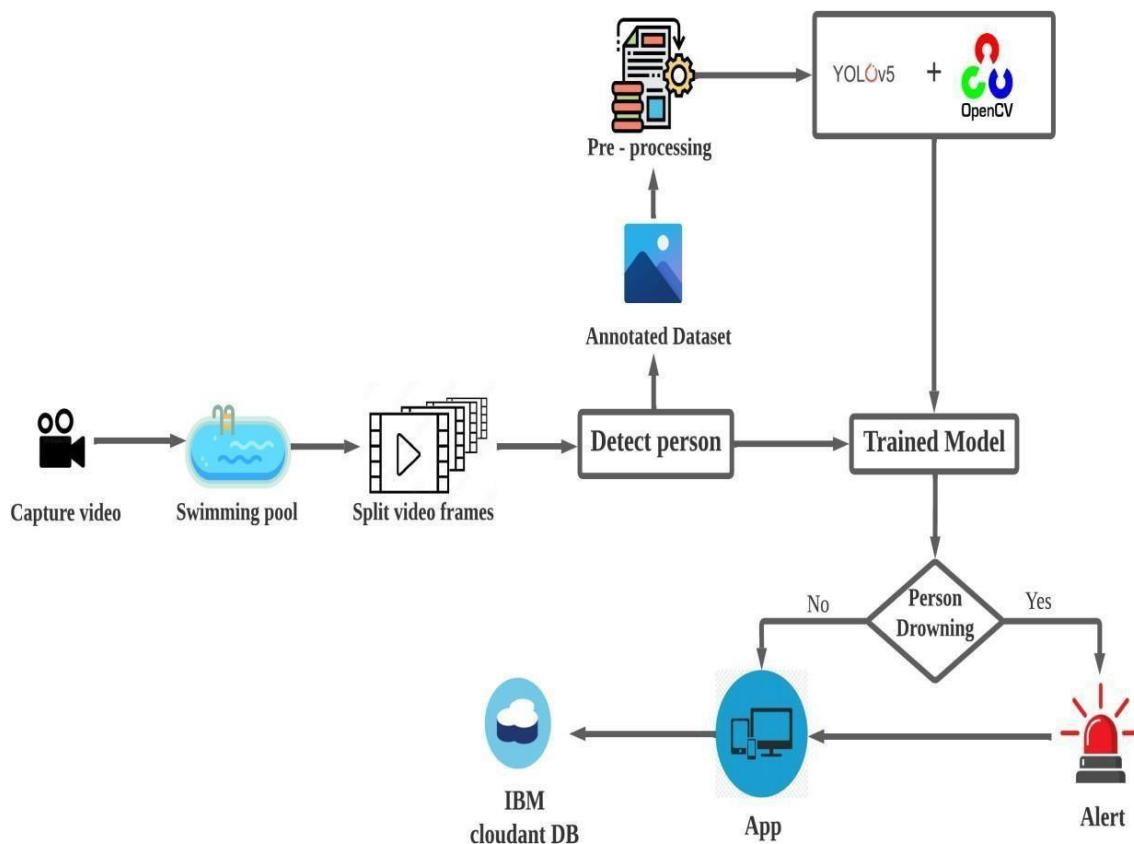 YOLOv5
+
OpenCV
Pre - processing
Annotated Dataset
Detect person
Trained Model
Capture video
Swimming pool
Split video frames
No
Person
Drowning
Yes
IBM
cloudant DB
App
Alert